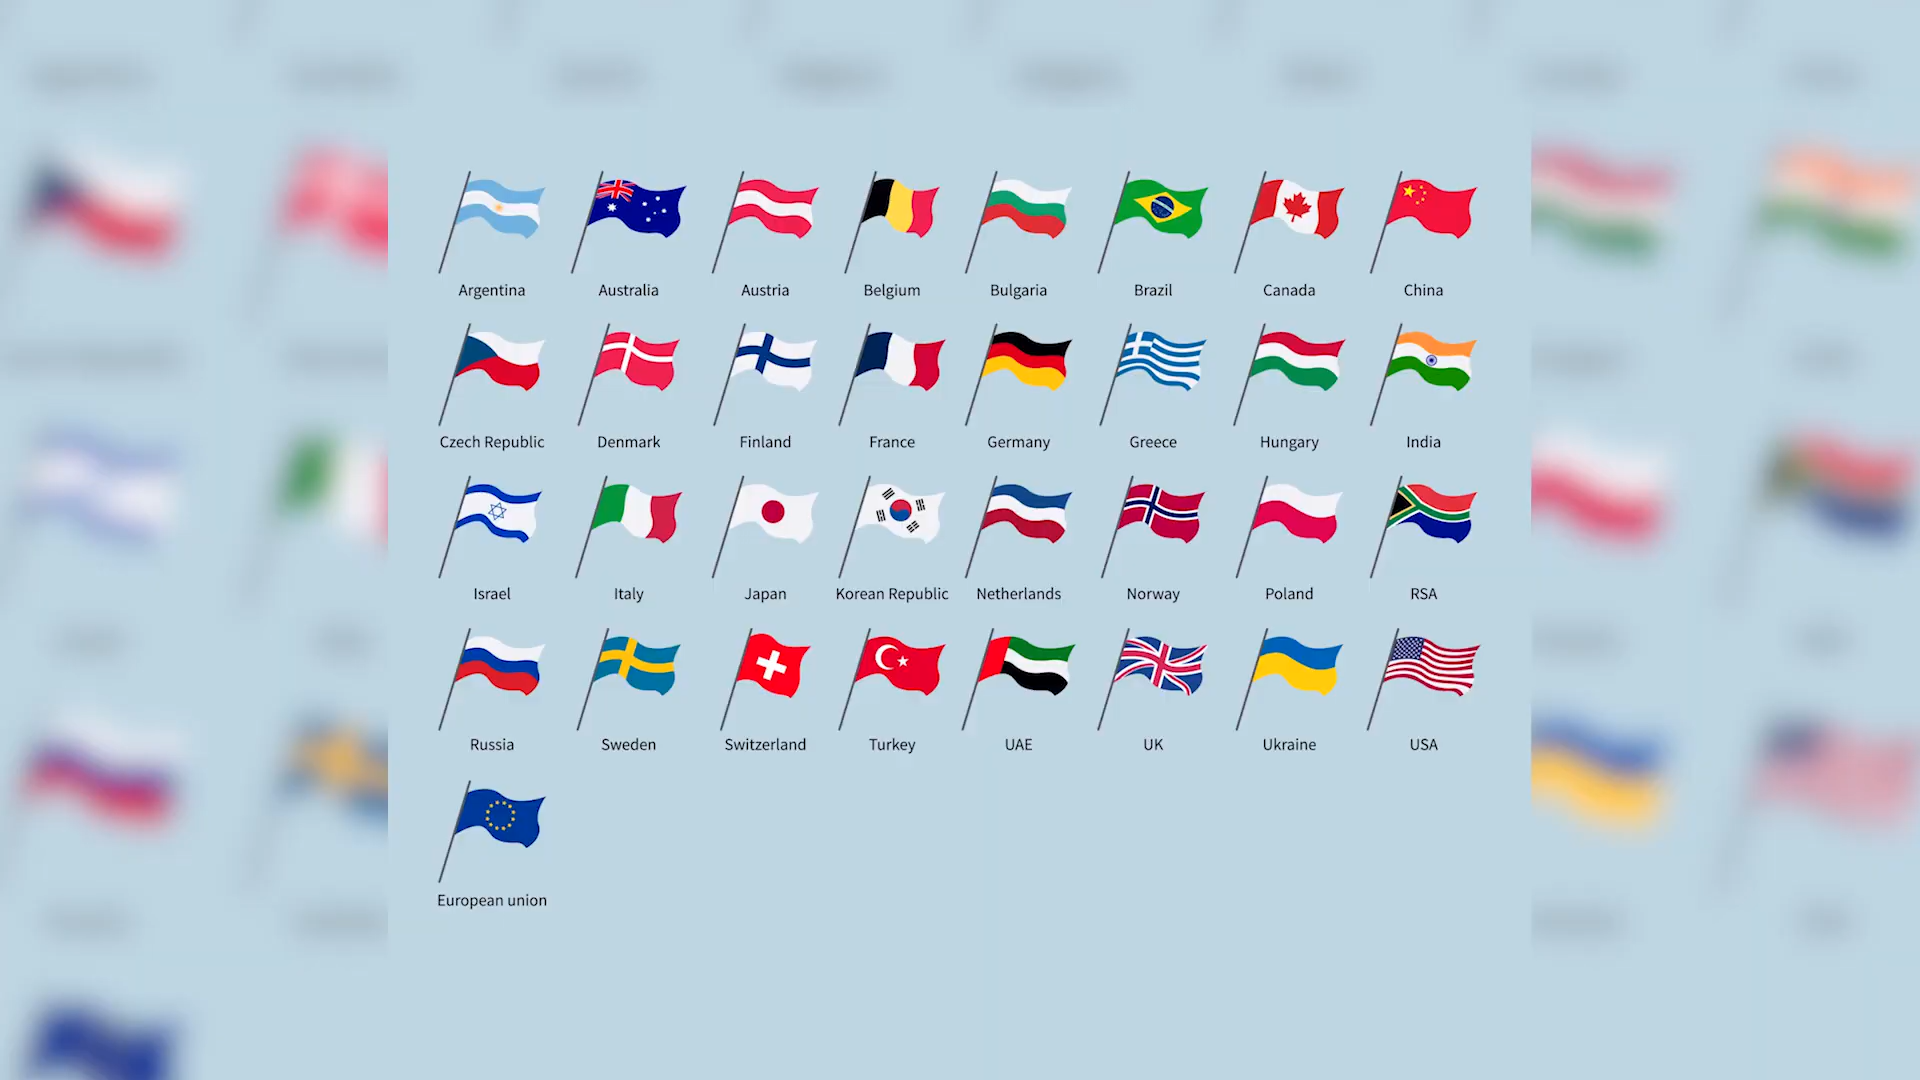 Argentina Australia Austria Belgium Bulgaria Brazil Canada China
Czech Republic Denmark Finland France Germany Greece Hungary India
Israel Italy Japan Korean Republic Netherlands Norway Poland RSA
Russia Sweden Switzerland Turkey UAE UK Ukraine USA
European union